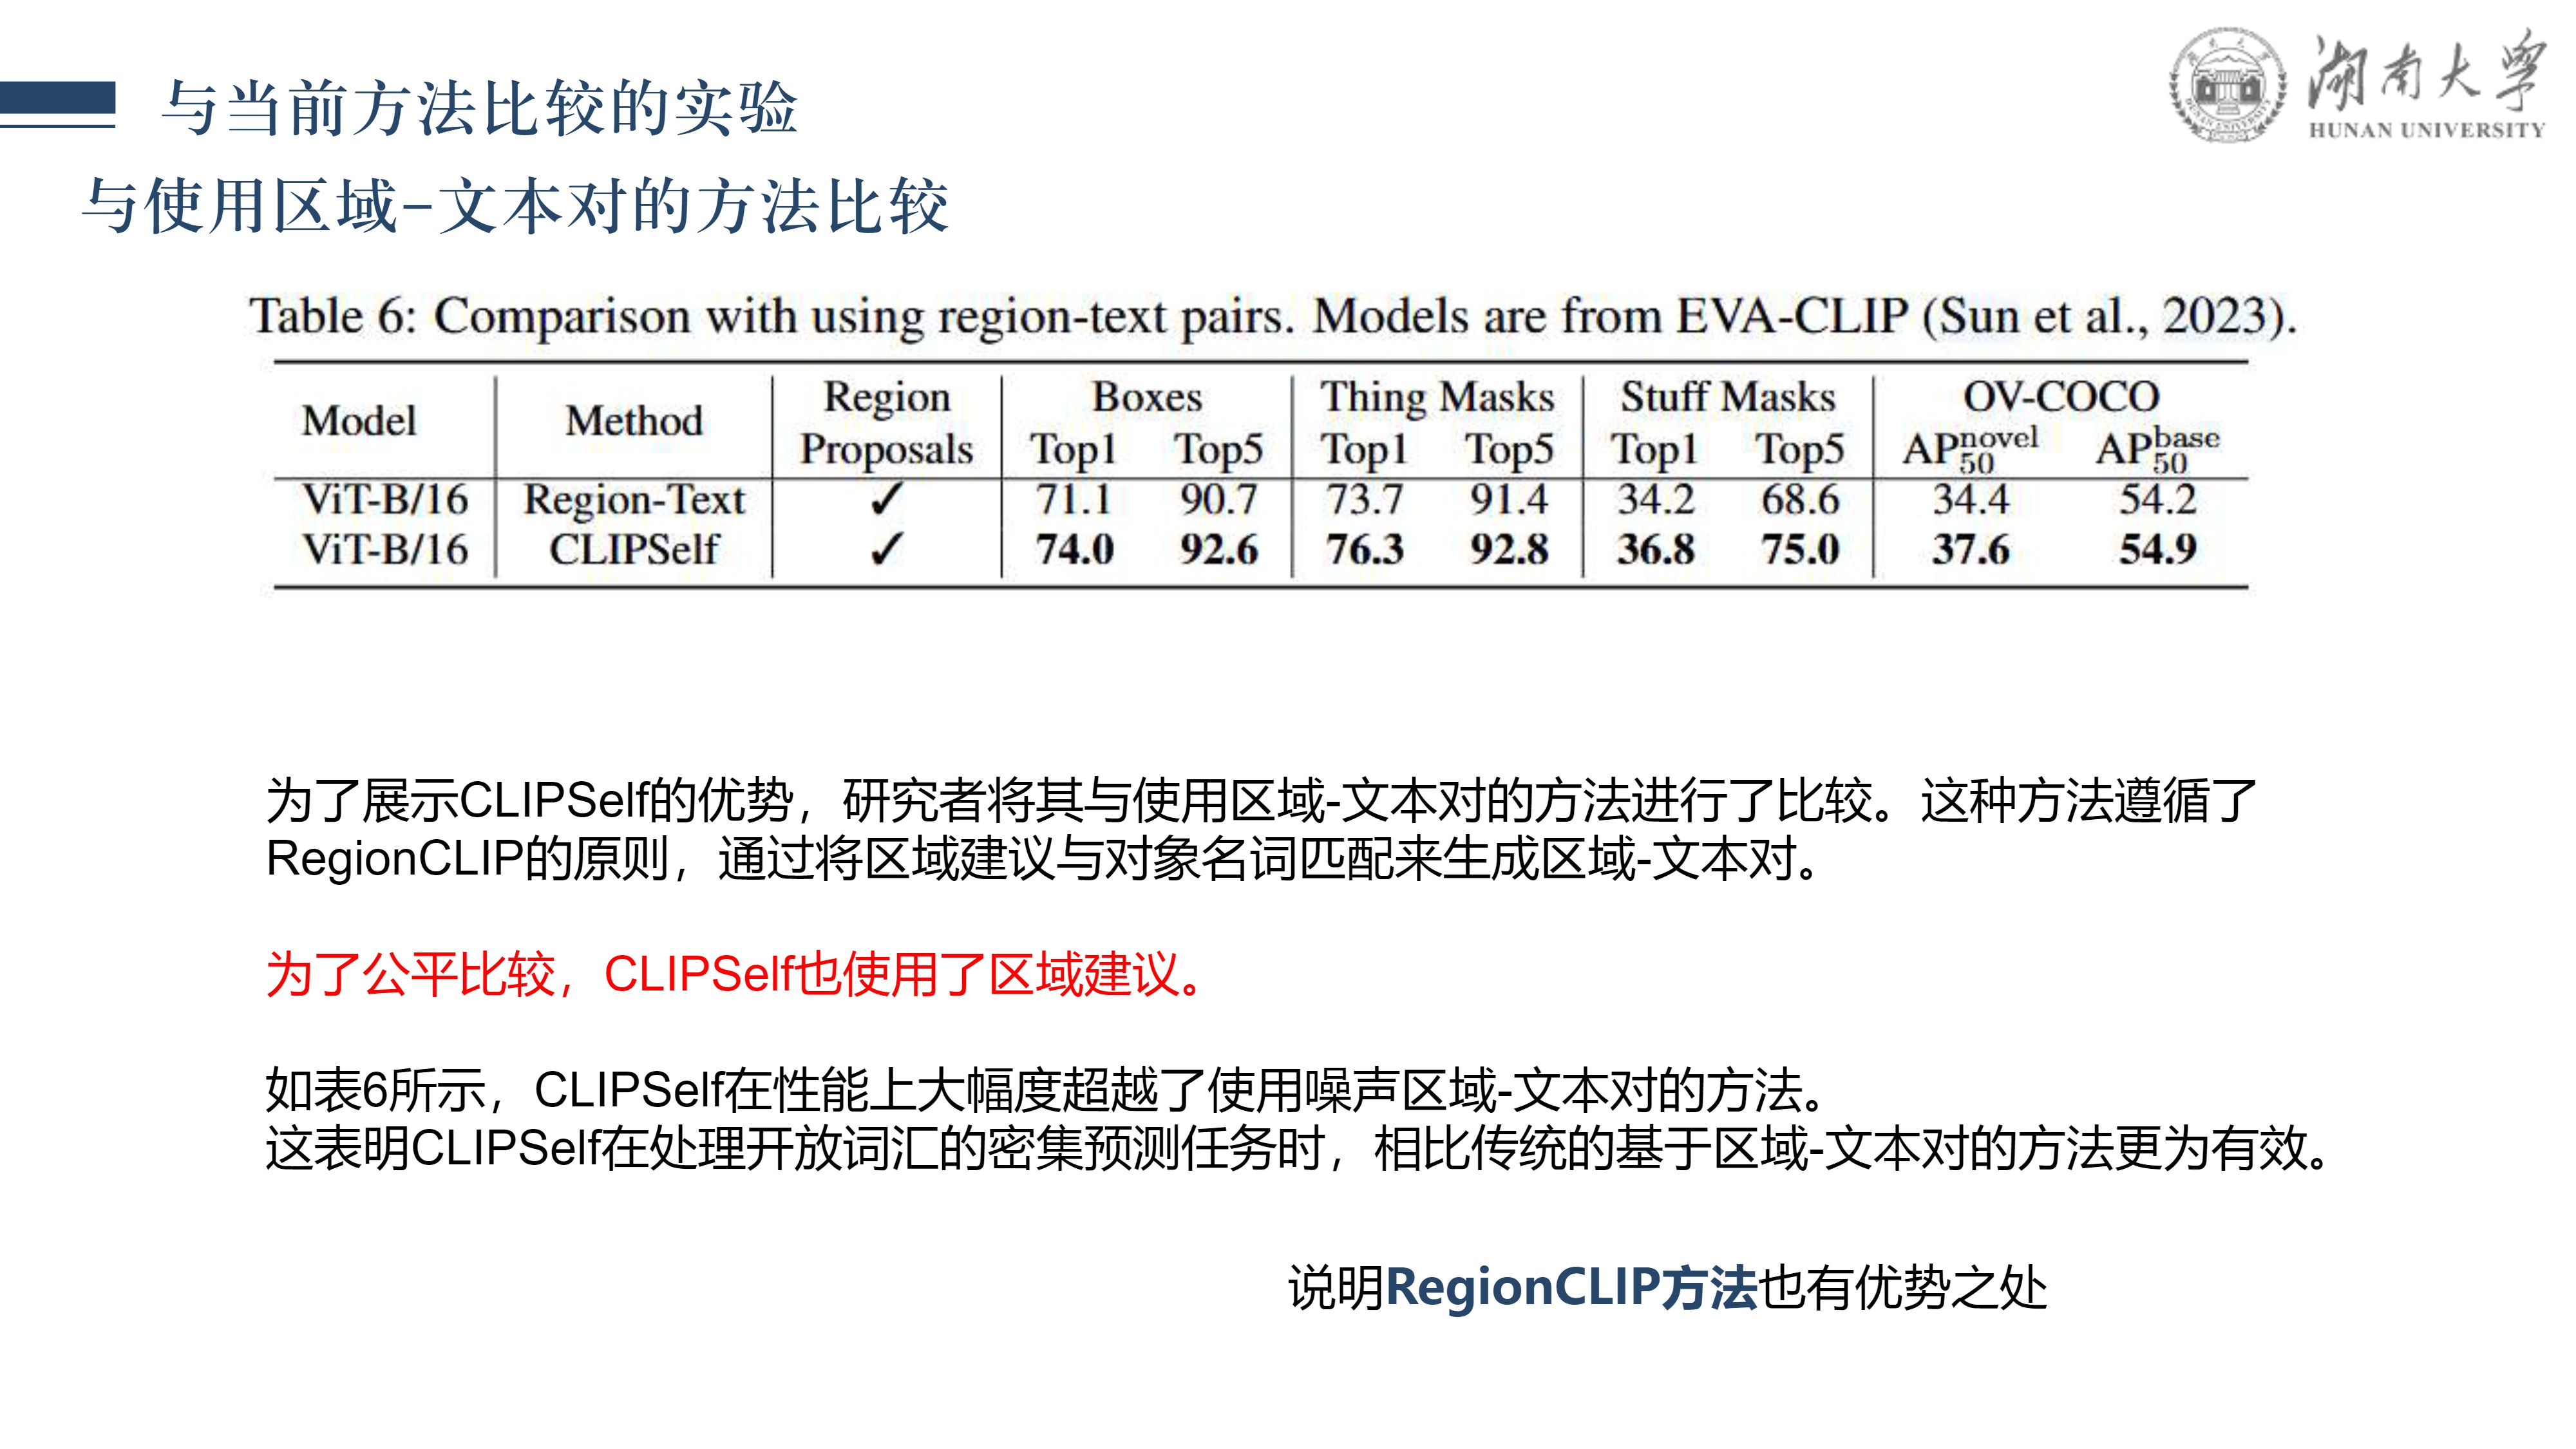 与当前方法比较的实验
湖南大学
HUNAN UNIVERSITY
与使用区域-文本对的方法比较
Table 6: Comparison with using region-text pairs. Models are from EVA-CLIP (Sun et al., 2023).
Model Method Region Proposals Boxes Thing Masks Stuff Masks OV-COCO
Top1 Top5 Top1 Top5 Top1 Top5 AP50novel AP50base
ViT-B/16 Region-Text ✓ 71.1 90.7 73.7 91.4 34.2 68.6 34.4 54.2
ViT-B/16 CLIPSelf ✓ 74.0 92.6 76.3 92.8 36.8 75.0 37.6 54.9
为了展示CLIPSelf的优势，研究者将其与使用区域-文本对的方法进行了比较。这种方法遵循了
RegionCLIP的原则，通过将区域建议与对象名词匹配来生成区域-文本对。
为了公平比较，CLIPSelf也使用了区域建议。
如表6所示，CLIPSelf在性能上大幅度超越了使用噪声区域-文本对的方法。
这表明CLIPSelf在处理开放词汇的密集预测任务时，相比传统的基于区域-文本对的方法更为有效。
说明RegionCLIP方法也有优势之处